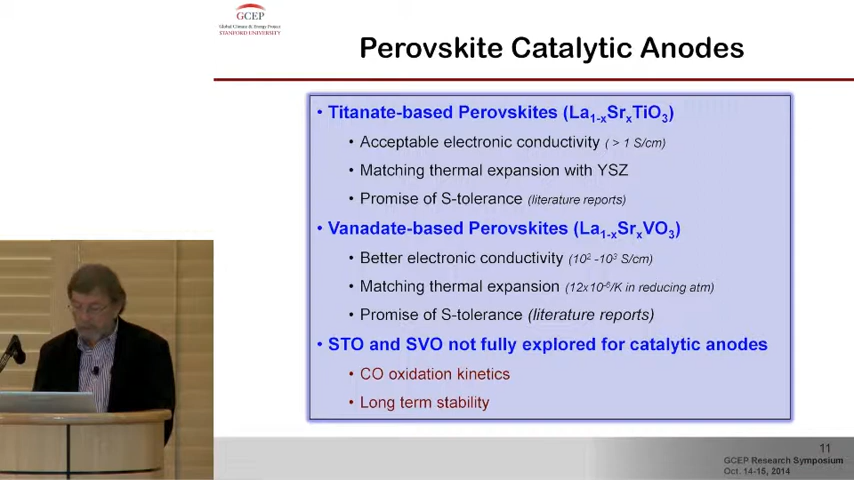 GCEP
Global Climate & Energy Project
STANFORD UNIVERSITY
Perovskite Catalytic Anodes
• Titanate-based Perovskites (La1-xSrxTiO3)
• Acceptable electronic conductivity ( > 1 S/cm)
• Matching thermal expansion with YSZ
• Promise of S-tolerance (literature reports)
• Vanadate-based Perovskites (La1-xSrxVO3)
• Better electronic conductivity (10² -10³ S/cm)
• Matching thermal expansion (12x10⁻⁶/K in reducing atm)
• Promise of S-tolerance (literature reports)
• STO and SVO not fully explored for catalytic anodes
• CO oxidation kinetics
• Long term stability
11
GCEP Research Symposium
Oct. 14-15, 2014